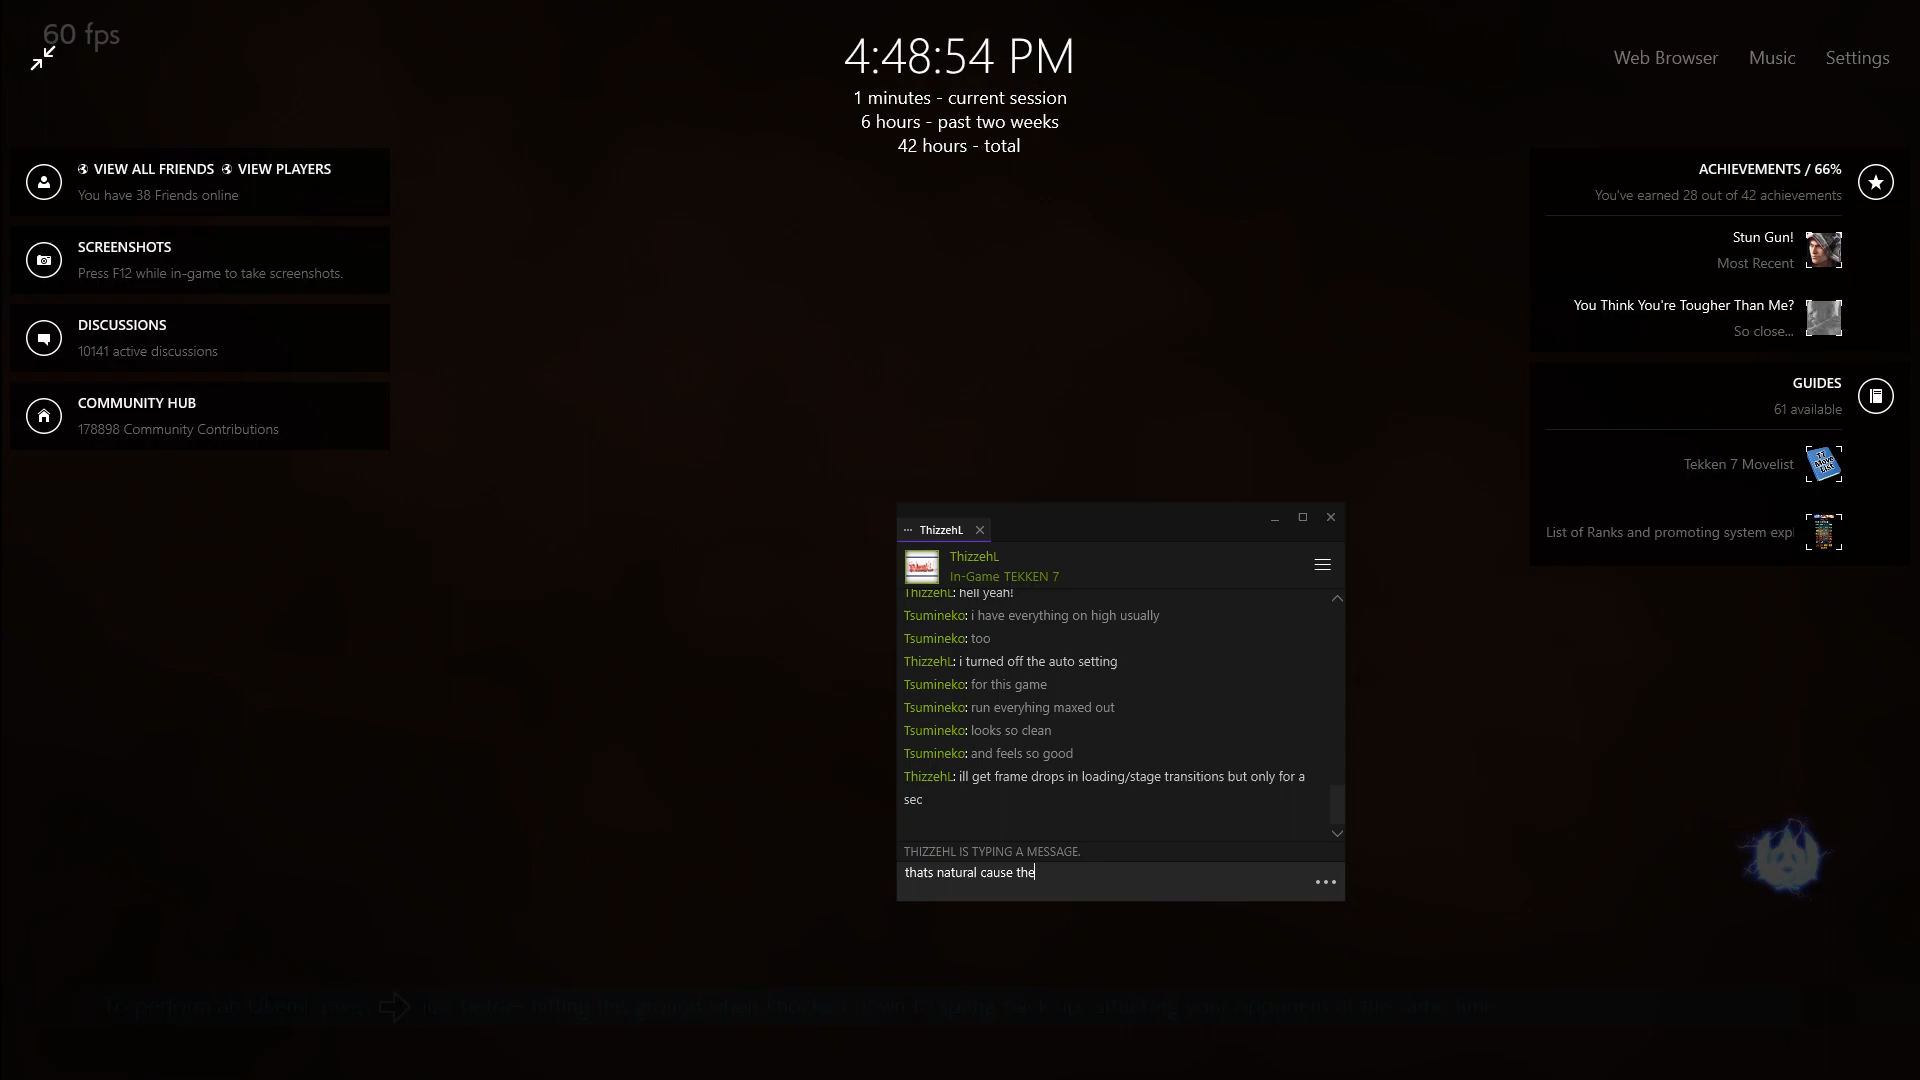 60 fps
4:48:54 PM
1 minutes - current session
6 hours - past two weeks
42 hours - total
Web Browser Music Settings
VIEW ALL FRIENDS VIEW PLAYERS
You have 38 Friends online
SCREENSHOTS
Press F12 while in-game to take screenshots.
DISCUSSIONS
10141 active discussions
COMMUNITY HUB
178898 Community Contributions
ACHIEVEMENTS / 66%
You've earned 28 out of 42 achievements
Stun Gun!
Most Recent
You Think You're Tougher Than Me?
So close...
GUIDES
61 available
Tekken 7 Movelist
List of Ranks and promoting system expl
ThizzehL
ThizzehL
In-Game TEKKEN 7
ThizzehL: hell yeah!
Tsumineko: i have everything on high usually
Tsumineko: too
ThizzehL: i turned off the auto setting
Tsumineko: for this game
Tsumineko: run everyhing maxed out
Tsumineko: looks so clean
Tsumineko: and feels so good
ThizzehL: ill get frame drops in loading/stage transitions but only for a
sec
THIZZEHL IS TYPING A MESSAGE.
thats natural cause the